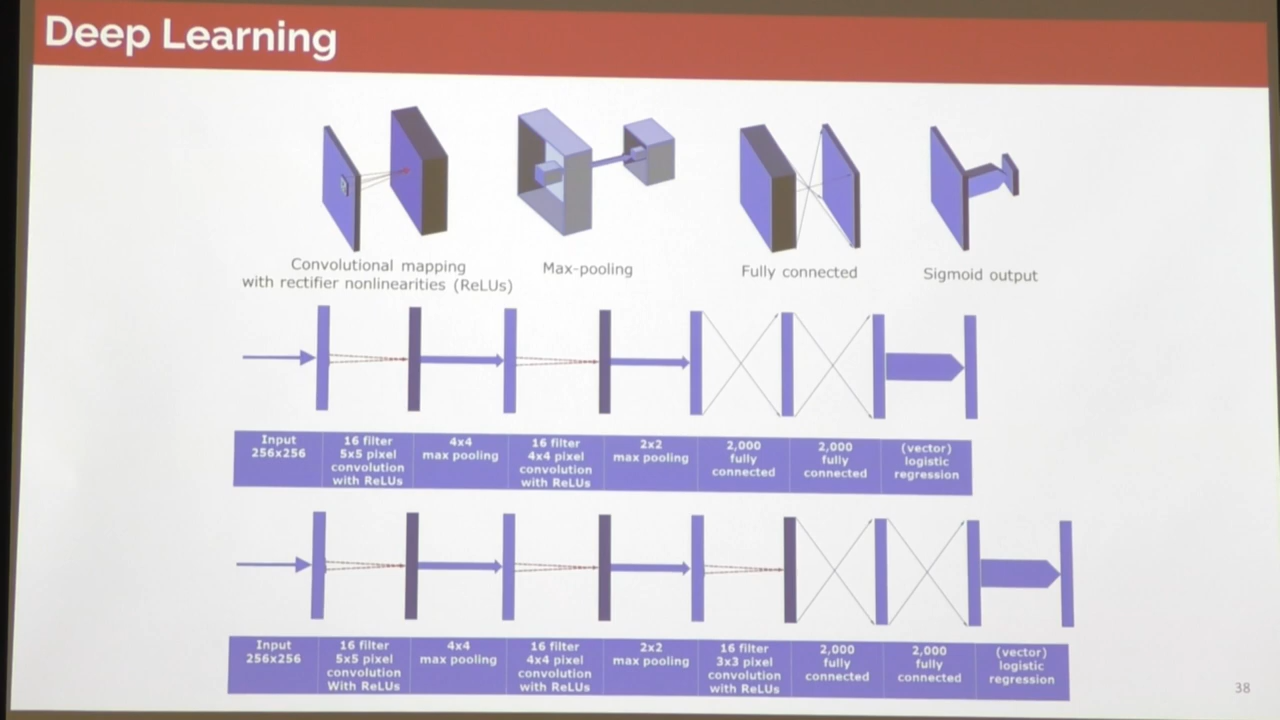 Deep Learning
Convolutional mapping
with rectifier nonlinearities (ReLUs)
Max-pooling
Fully connected
Sigmoid output
Input
256x256
16 filter
5x5 pixel
convolution
with ReLUs
4x4
max pooling
16 filter
4x4 pixel
convolution
with ReLUs
2x2
max pooling
2,000
fully
connected
2,000
fully
connected
(vector)
logistic
regression
Input
256x256
16 filter
5x5 pixel
convolution
With ReLUs
4x4
max pooling
16 filter
4x4 pixel
convolution
with ReLUs
2x2
max pooling
16 filter
3x3 pixel
convolution
with ReLUs
2,000
fully
connected
2,000
fully
connected
(vector)
logistic
regression
38